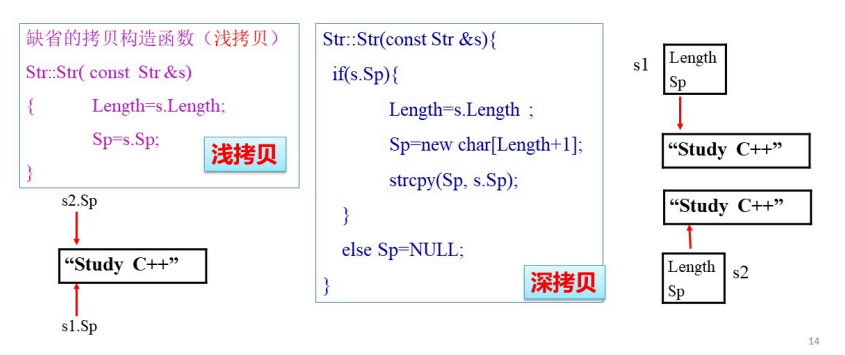 缺省的拷贝构造函数（浅拷贝）
Str::Str( const Str &s)
{ Length=s.Length;
Sp=s.Sp;
}
浅拷贝
s2.Sp
“Study C++”
s1.Sp
Str::Str(const Str &s){
if(s.Sp){
Length=s.Length ;
Sp=new char[Length+1];
strcpy(Sp, s.Sp);
}
else Sp=NULL;
}
深拷贝
s1
Length
Sp
“Study C++”
“Study C++”
Length
Sp
s2
14